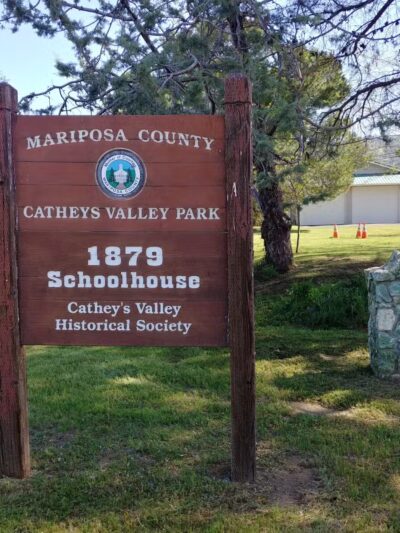 MARIPOSA COUNTY
CATHEYS VALLEY PARK
1879
Schoolhouse
Cathey's Valley
Historical Society